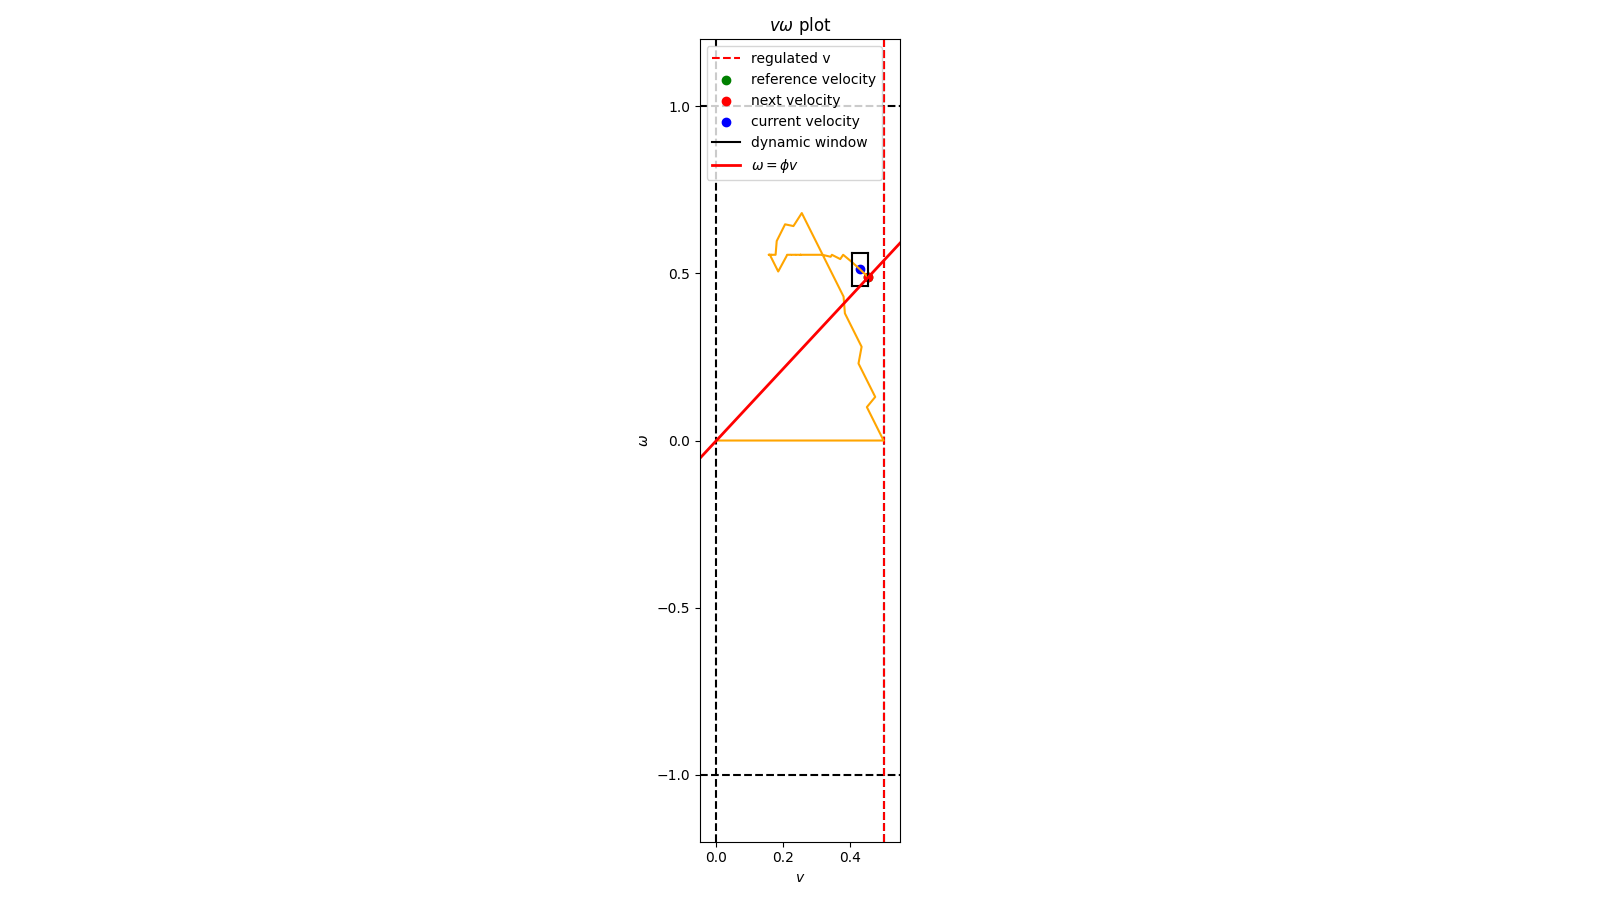 vω plot
regulated v
reference velocity
next velocity
current velocity
dynamic window
ω = ϕv
1.0
0.5
0.0
−0.5
−1.0
ω
0.0 0.2 0.4
v